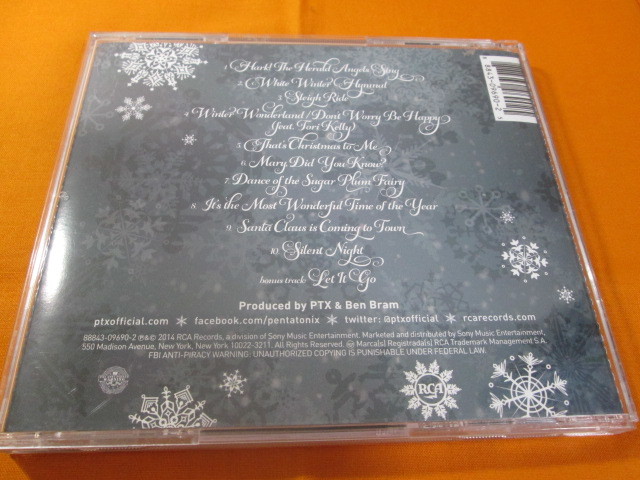 1. Hark! The Herald Angels Sing
2. White Winter Hymnal
3. Sleigh Ride
4. Winter Wonderland/Don't Worry Be Happy
(feat. Tori Kelly)
5. That's Christmas to Me
6. Mary, Did You Know?
7. Dance of the Sugar Plum Fairy
8. It's the Most Wonderful Time of the Year
9. Santa Claus is Coming to Town
10. Silent Night
bonus track: Let It Go
Produced by PTX & Ben Bram
ptxofficial.com * facebook.com/pentatonix * twitter: @ptxofficial * rcarecords.com
88843-09690-2 ℗ & © 2014 RCA Records, a division of Sony Music Entertainment. Marketed and distributed by Sony Music Entertainment,
550 Madison Avenue, New York, New York, 10022-3211. All Rights Reserved. ® Marca[s] Registrada[s] RCA Trademark Management S.A.
FBI ANTI-PIRACY WARNING: UNAUTHORIZED COPYING IS PUNISHABLE UNDER FEDERAL LAW.
RCA